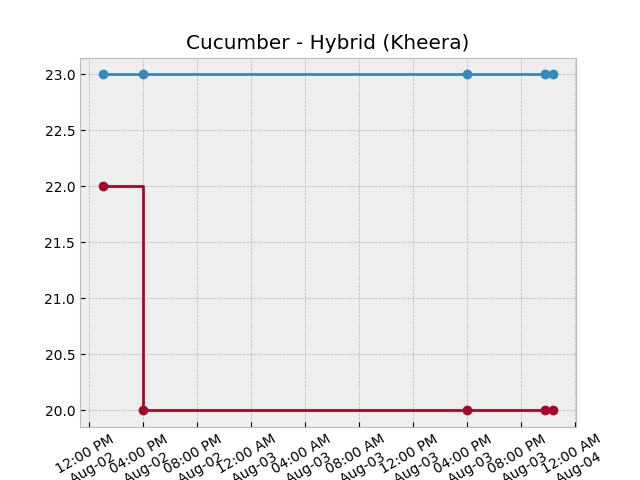 Cucumber - Hybrid (Kheera)
23.0
22.5
22.0
21.5
21.0
20.5
20.0
12:00 PM
Aug-02
04:00 PM
Aug-02
08:00 PM
Aug-02
12:00 AM
Aug-03
04:00 AM
Aug-03
08:00 AM
Aug-03
12:00 PM
Aug-03
04:00 PM
Aug-03
08:00 PM
Aug-03
12:00 AM
Aug-04